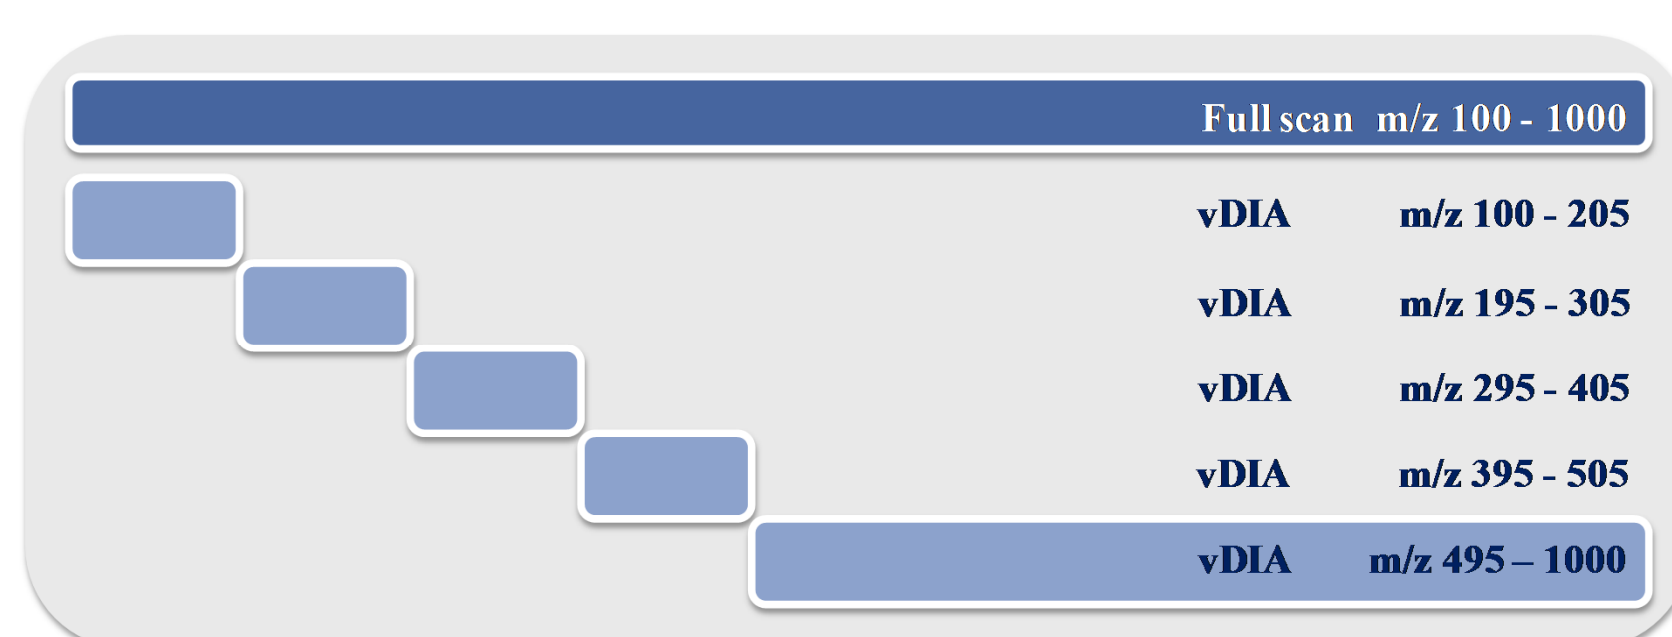 Full scan m/z 100 - 1000
vDIA m/z 100 - 205
vDIA m/z 195 - 305
vDIA m/z 295 - 405
vDIA m/z 395 - 505
vDIA m/z 495 – 1000